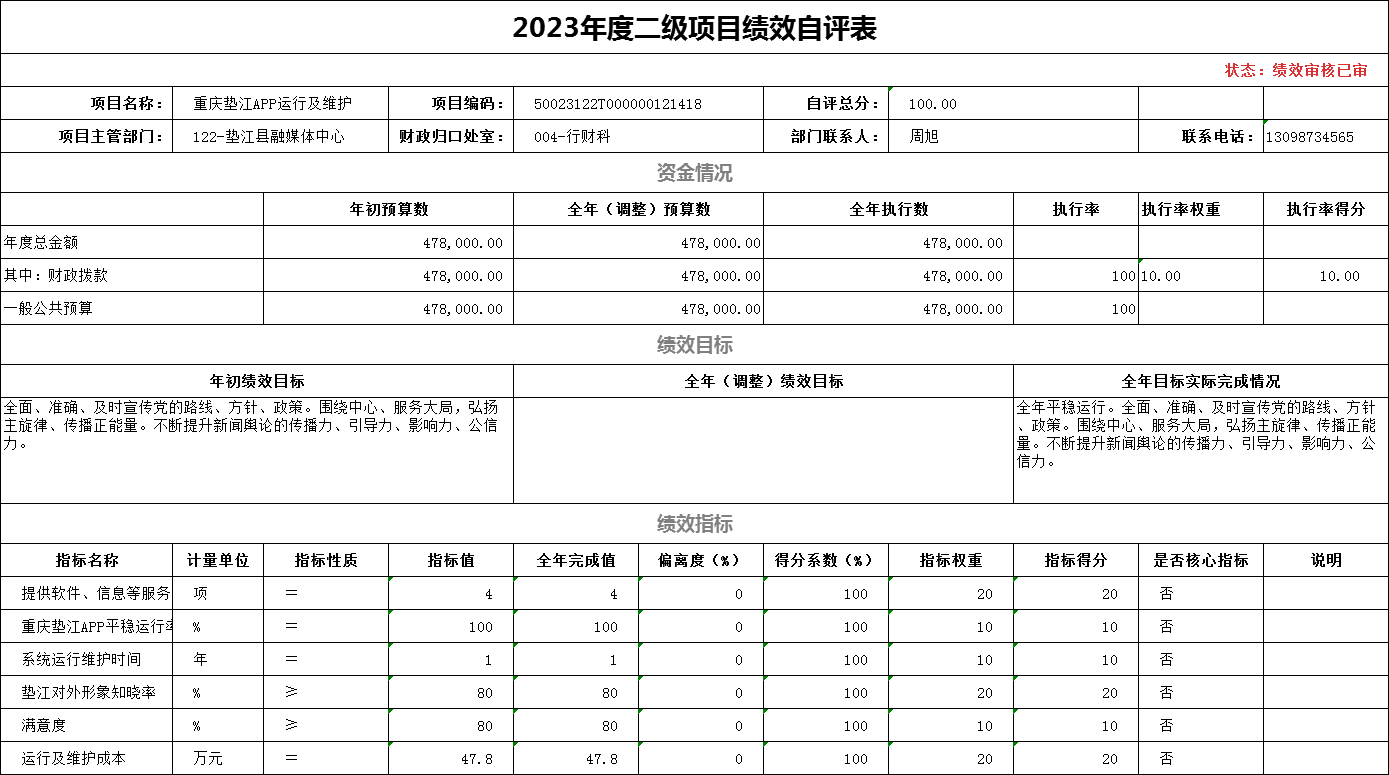 2023年度二级项目绩效自评表
状态：绩效审核已审
项目名称： 重庆垫江APP运行及维护 项目编码： 50023122T000000121418 自评总分： 100.00
项目主管部门： 122-垫江县融媒体中心 财政归口处室： 004-行财科 部门联系人： 周旭 联系电话： 13098734565
资金情况
年初预算数 全年（调整）预算数 全年执行数 执行率 执行率权重 执行率得分
年度总金额 478,000.00 478,000.00 478,000.00
其中：财政拨款 478,000.00 478,000.00 478,000.00 100 10.00 10.00
一般公共预算 478,000.00 478,000.00 478,000.00 100
绩效目标
年初绩效目标 全年（调整）绩效目标 全年目标实际完成情况
全面、准确、及时宣传党的路线、方针、政策。围绕中心、服务大局，弘扬
主旋律、传播正能量。不断提升新闻舆论的传播力、引导力、影响力、公信
力。
全年平稳运行。全面、准确、及时宣传党的路线、方针
、政策。围绕中心、服务大局，弘扬主旋律、传播正能
量。不断提升新闻舆论的传播力、引导力、影响力、公
信力。
绩效指标
指标名称 计量单位 指标性质 指标值 全年完成值 偏离度（%） 得分系数（%） 指标权重 指标得分 是否核心指标 说明
提供软件、信息等服务 项 ＝ 4 4 0 100 20 20 否
重庆垫江APP平稳运行率 % ＝ 100 100 0 100 10 10 否
系统运行维护时间 年 ＝ 1 1 0 100 10 10 否
垫江对外形象知晓率 % ≥ 80 80 0 100 20 20 否
满意度 % ≥ 80 80 0 100 10 10 否
运行及维护成本 万元 ＝ 47.8 47.8 0 100 20 20 否